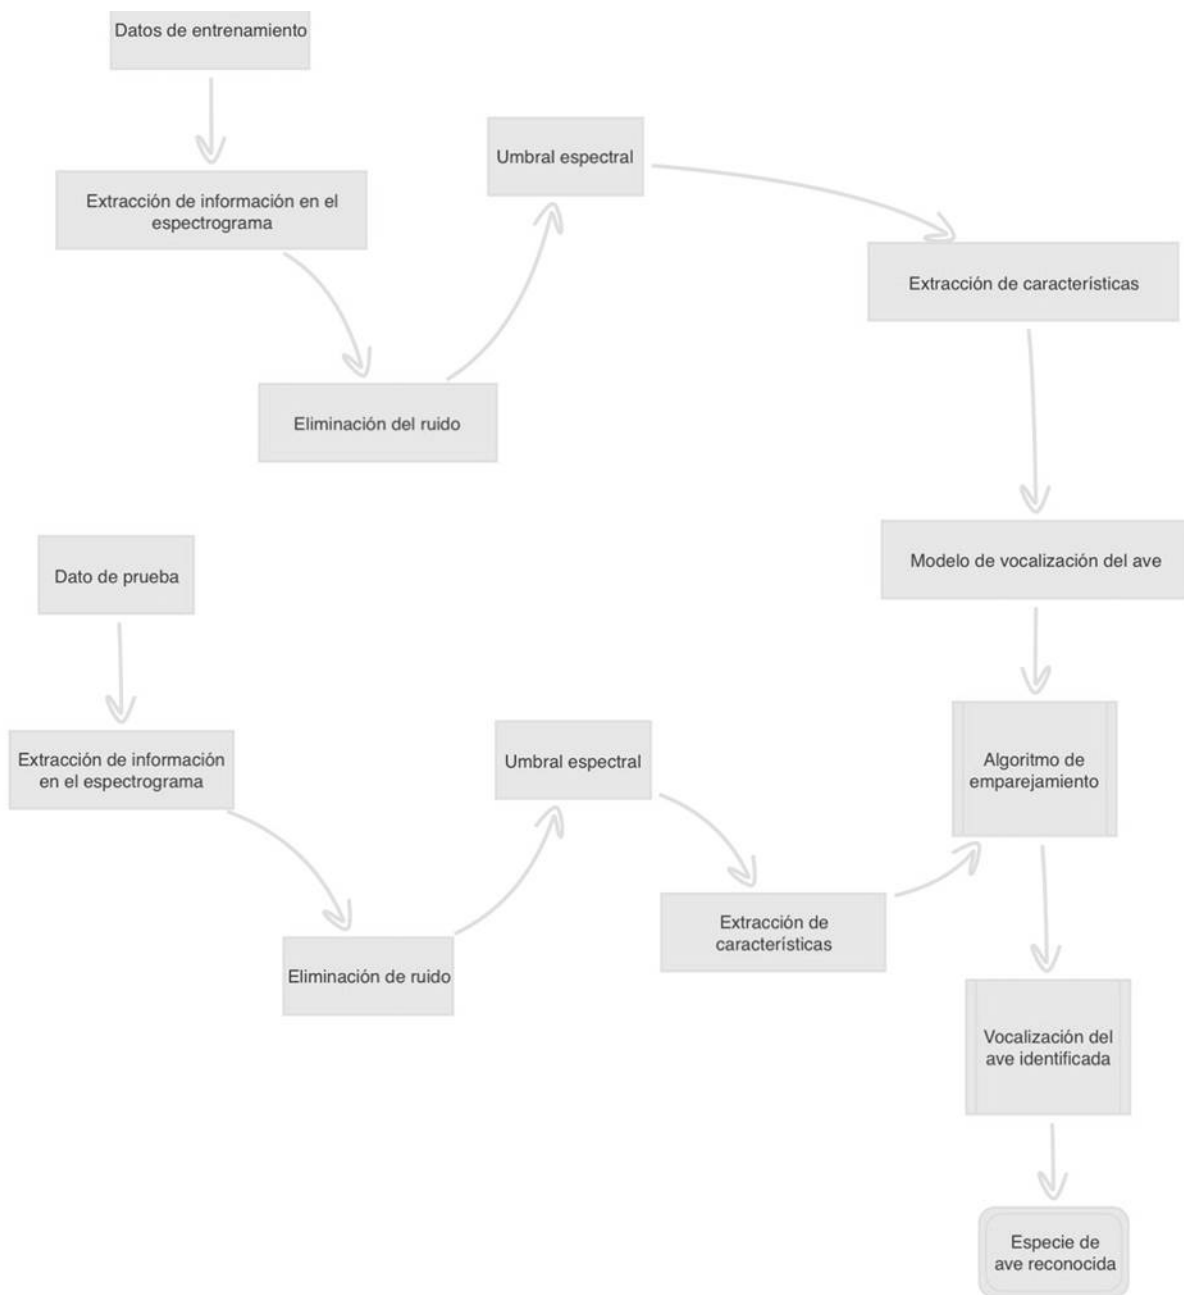 Datos de entrenamiento
Extracción de información en el
espectrograma
Eliminación del ruido
Umbral espectral
Extracción de características
Modelo de vocalización del ave
Dato de prueba
Extracción de información
en el espectrograma
Eliminación de ruido
Umbral espectral
Extracción de
características
Algoritmo de
emparejamiento
Vocalización del
ave identificada
Especie de
ave reconocida